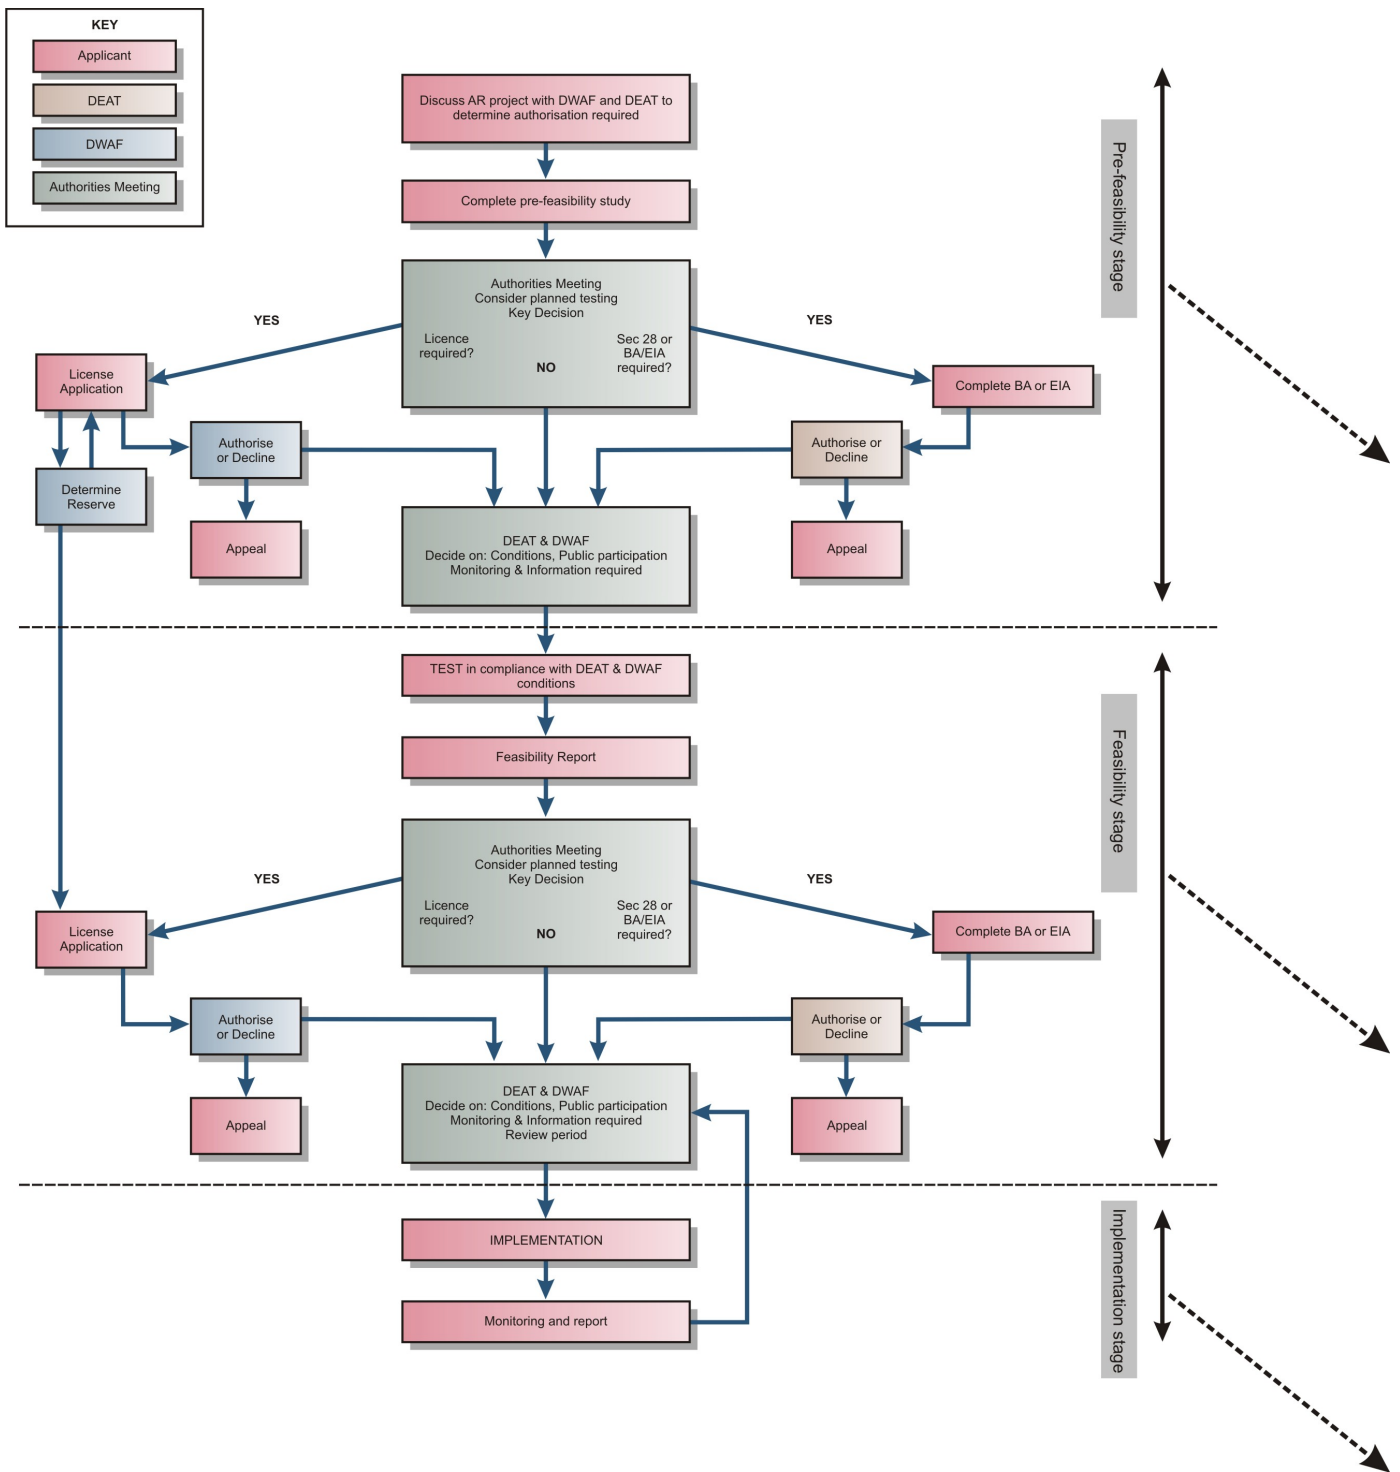 KEY
Applicant
DEAT
DWAF
Authorities Meeting
Discuss AR project with DWAF and DEAT to
determine authorisation required
Complete pre-feasibility study
Authorities Meeting
Consider planned testing
Key Decision
Licence
required?
NO
Sec 28 or
BA/EIA
required?
YES
YES
License
Application
Complete BA or EIA
Authorise
or Decline
Authorise or
Decline
Determine
Reserve
Appeal
Appeal
DEAT & DWAF
Decide on: Conditions, Public participation
Monitoring & Information required
Pre-feasibility stage
TEST in compliance with DEAT & DWAF
conditions
Feasibility Report
Authorities Meeting
Consider planned testing
Key Decision
Licence
required?
NO
Sec 28 or
BA/EIA
required?
YES
YES
License
Application
Complete BA or EIA
Authorise
or Decline
Authorise or
Decline
Appeal
Appeal
DEAT & DWAF
Decide on: Conditions, Public participation
Monitoring & Information required
Review period
Feasibility stage
IMPLEMENTATION
Monitoring and report
Implementation stage